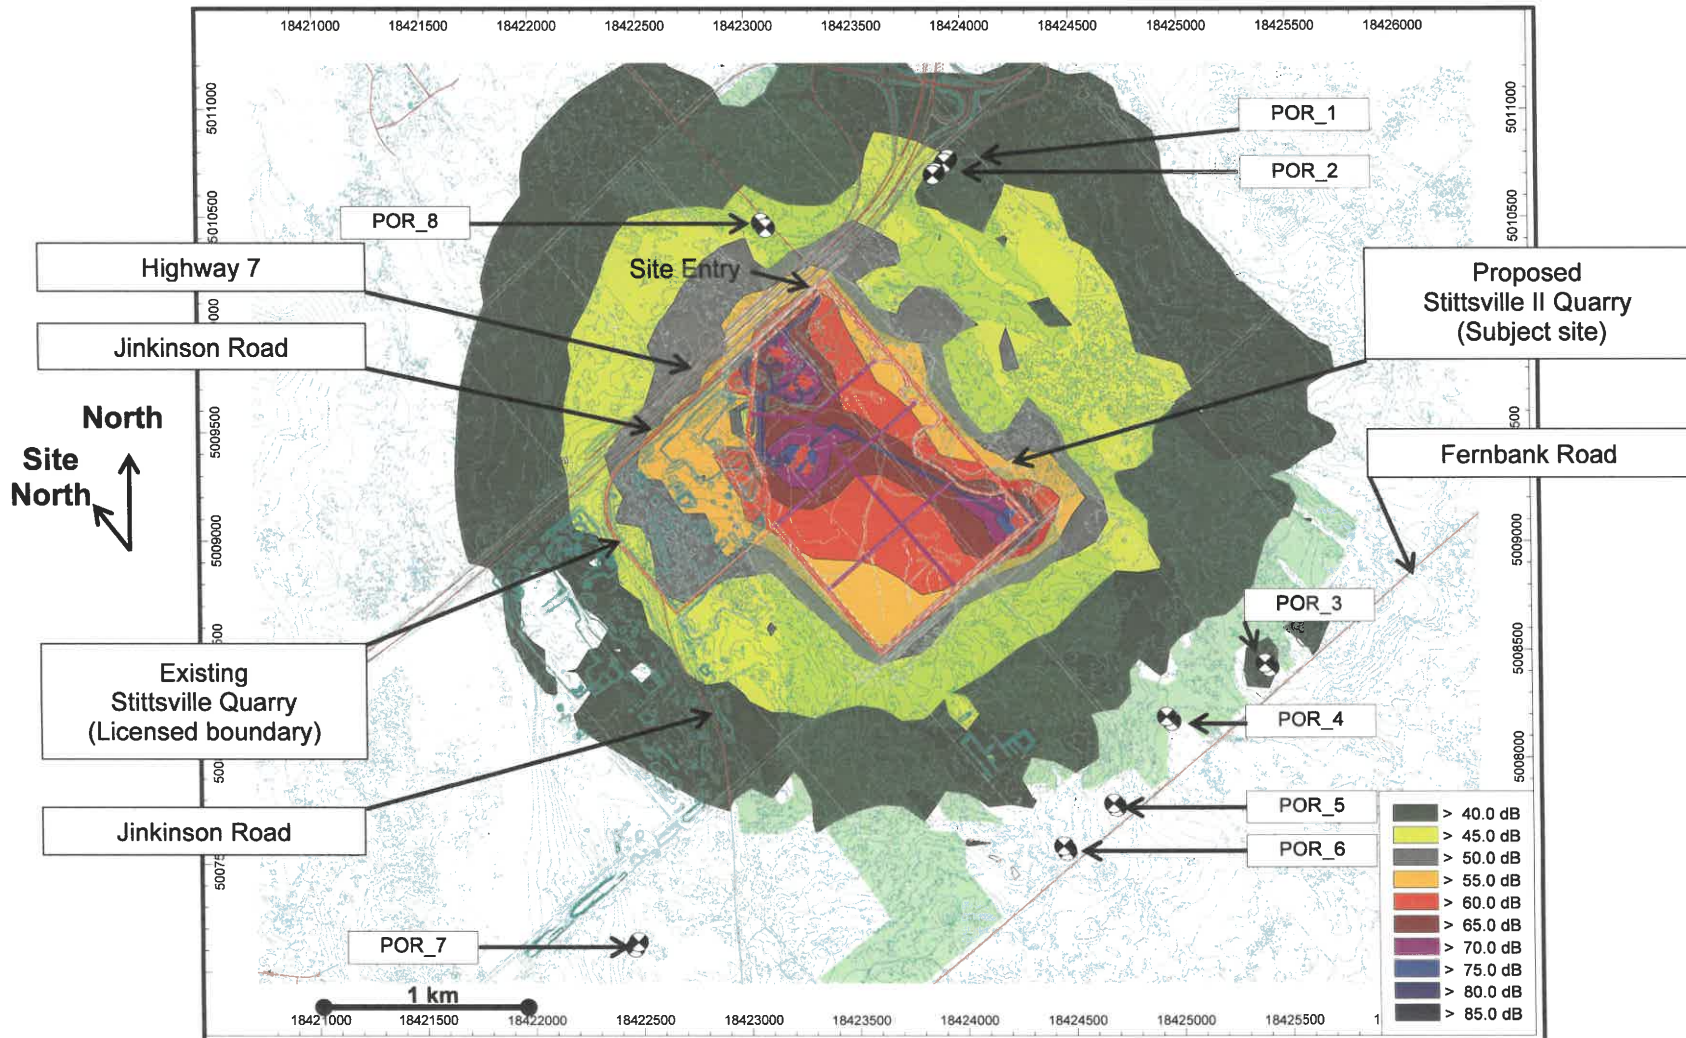 18421000 18421500 18422000 18422500 18423000 18423500 18424000 18424500 18425000 18425500 18426000
5011000
5011000
POR_1
POR_2
POR_8
5010500
5010500
Highway 7
Site Entry
Proposed
Stittsville II Quarry
(Subject site)
Jinkinson Road
North
Site
North
Fernbank Road
5009500
5009000
5009000
POR_3
5008500
Existing
Stittsville Quarry
(Licensed boundary)
POR_4
5008000
Jinkinson Road
POR_5
POR_6
POR_7
1 km
> 40.0 dB
> 45.0 dB
> 50.0 dB
> 55.0 dB
> 60.0 dB
> 65.0 dB
> 70.0 dB
> 75.0 dB
> 80.0 dB
> 85.0 dB
18421000 18421500 18422000 18422500 18423000 18423500 18424000 18424500 18425000 18425500